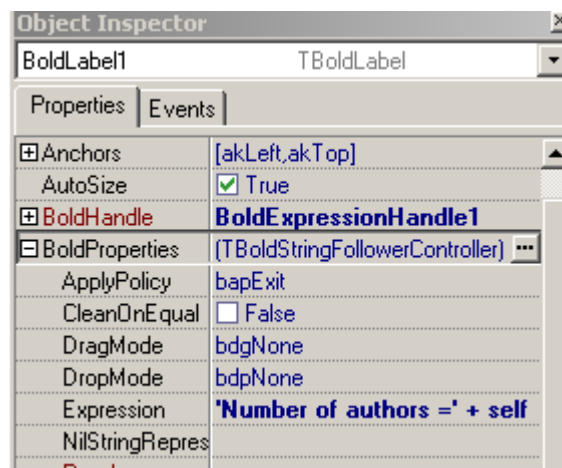 Object Inspector
BoldLabel1 TBoldLabel
Properties Events
Anchors [akLeft,akTop]
AutoSize True
BoldHandle BoldExpressionHandle1
BoldProperties (TBoldStringFollowerController) ...
ApplyPolicy bapExit
CleanOnEqual False
DragMode bdgNone
DropMode bdpNone
Expression 'Number of authors =' + self
NilStringRepres